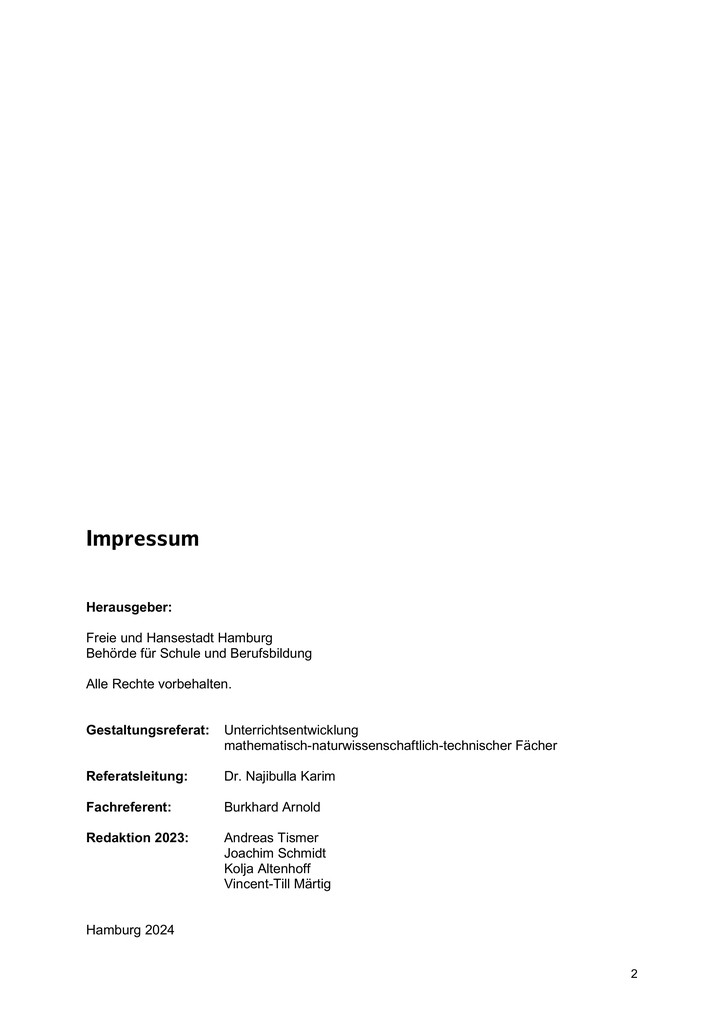 Impressum
Herausgeber:
Freie und Hansestadt Hamburg
Behörde für Schule und Berufsbildung
Alle Rechte vorbehalten.
Gestaltungsreferat: Unterrichtsentwicklung
mathematisch-naturwissenschaftlich-technischer Fächer
Referatsleitung: Dr. Najibulla Karim
Fachreferent: Burkhard Arnold
Redaktion 2023: Andreas Tismer
Joachim Schmidt
Kolja Altenhoff
Vincent-Till Märtig
Hamburg 2024
2